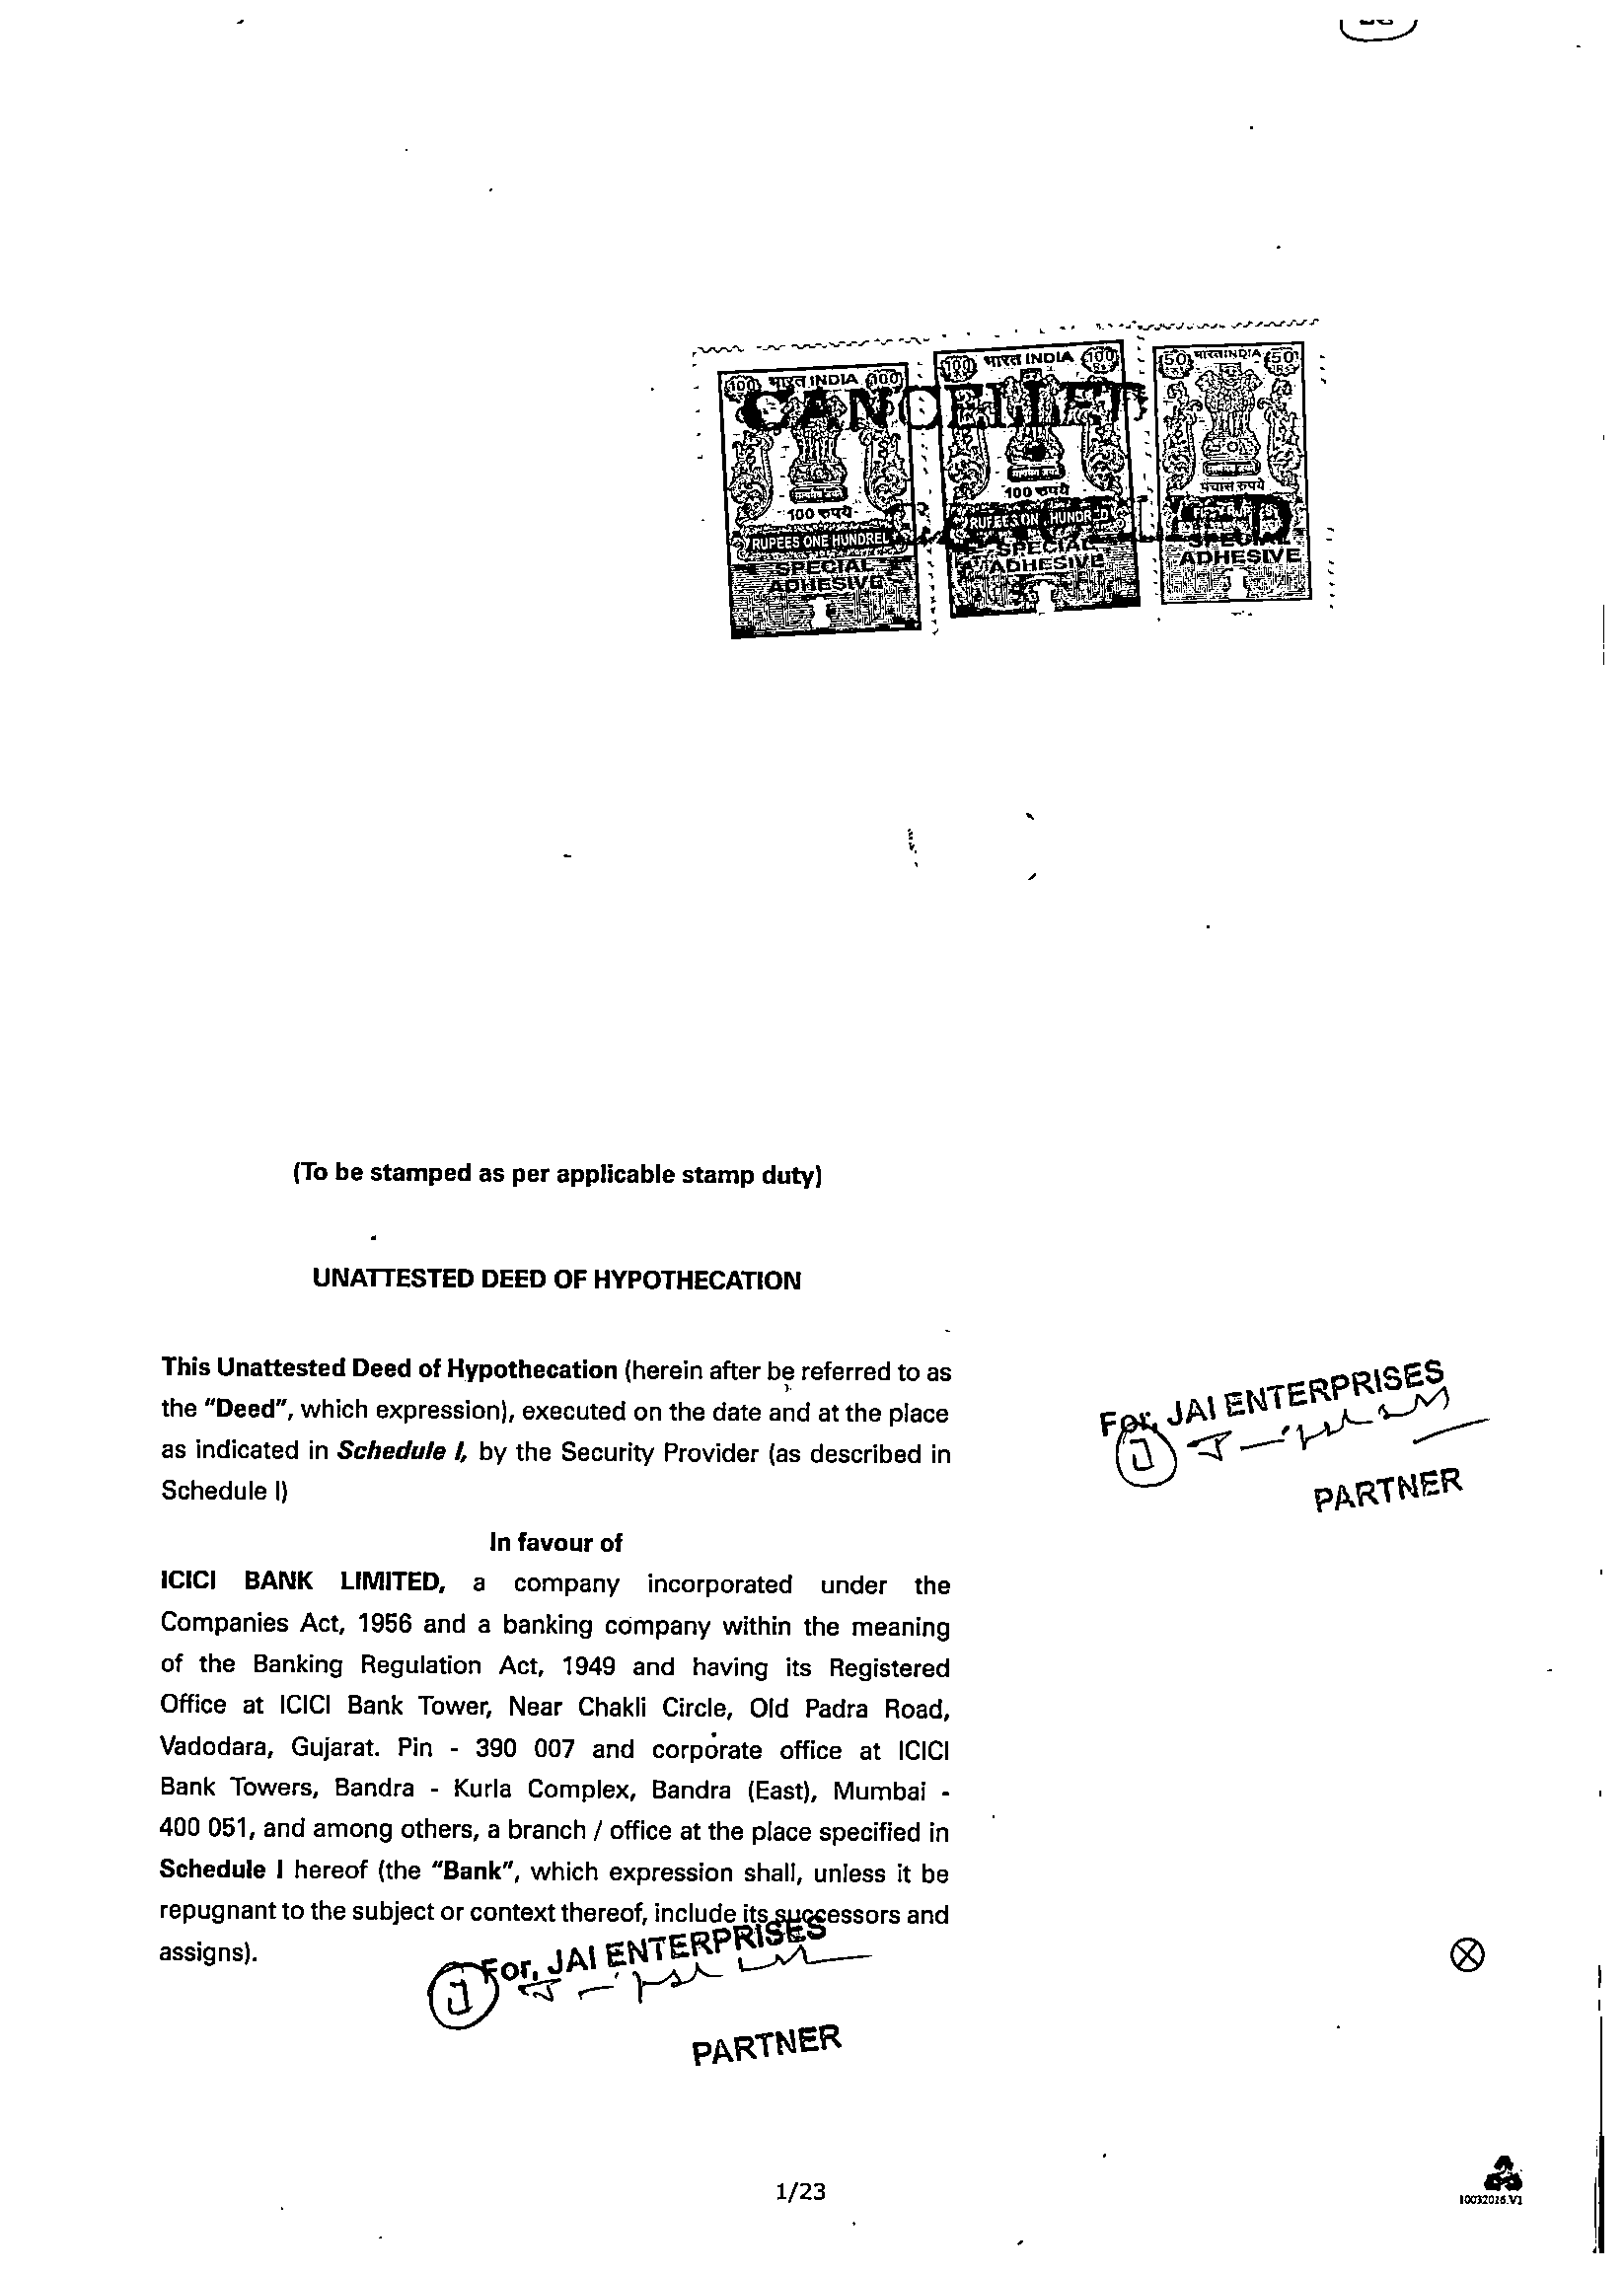 100 भारत INDIA 100
100 रुपये
RUPEES ONE HUNDRED
SPECIAL
ADHESIVE
100 भारत INDIA 100
100 रुपये
RUPEES ONE HUNDRED
SPECIAL
ADHESIVE
50 भारत INDIA 50
पचास रुपये
SPECIAL
ADHESIVE
CANCELLED
(To be stamped as per applicable stamp duty)
UNATTESTED DEED OF HYPOTHECATION
This Unattested Deed of Hypothecation (herein after be referred to as
the "Deed", which expression), executed on the date and at the place
as indicated in Schedule I, by the Security Provider (as described in
Schedule I)
For, JAI ENTERPRISES
PARTNER
In favour of
ICICI BANK LIMITED, a company incorporated under the
Companies Act, 1956 and a banking company within the meaning
of the Banking Regulation Act, 1949 and having its Registered
Office at ICICI Bank Tower, Near Chakli Circle, Old Padra Road,
Vadodara, Gujarat. Pin - 390 007 and corporate office at ICICI
Bank Towers, Bandra - Kurla Complex, Bandra (East), Mumbai -
400 051, and among others, a branch / office at the place specified in
Schedule I hereof (the "Bank", which expression shall, unless it be
repugnant to the subject or context thereof, include its successors and
assigns).
For, JAI ENTERPRISES
PARTNER
1/23
10032016.V1